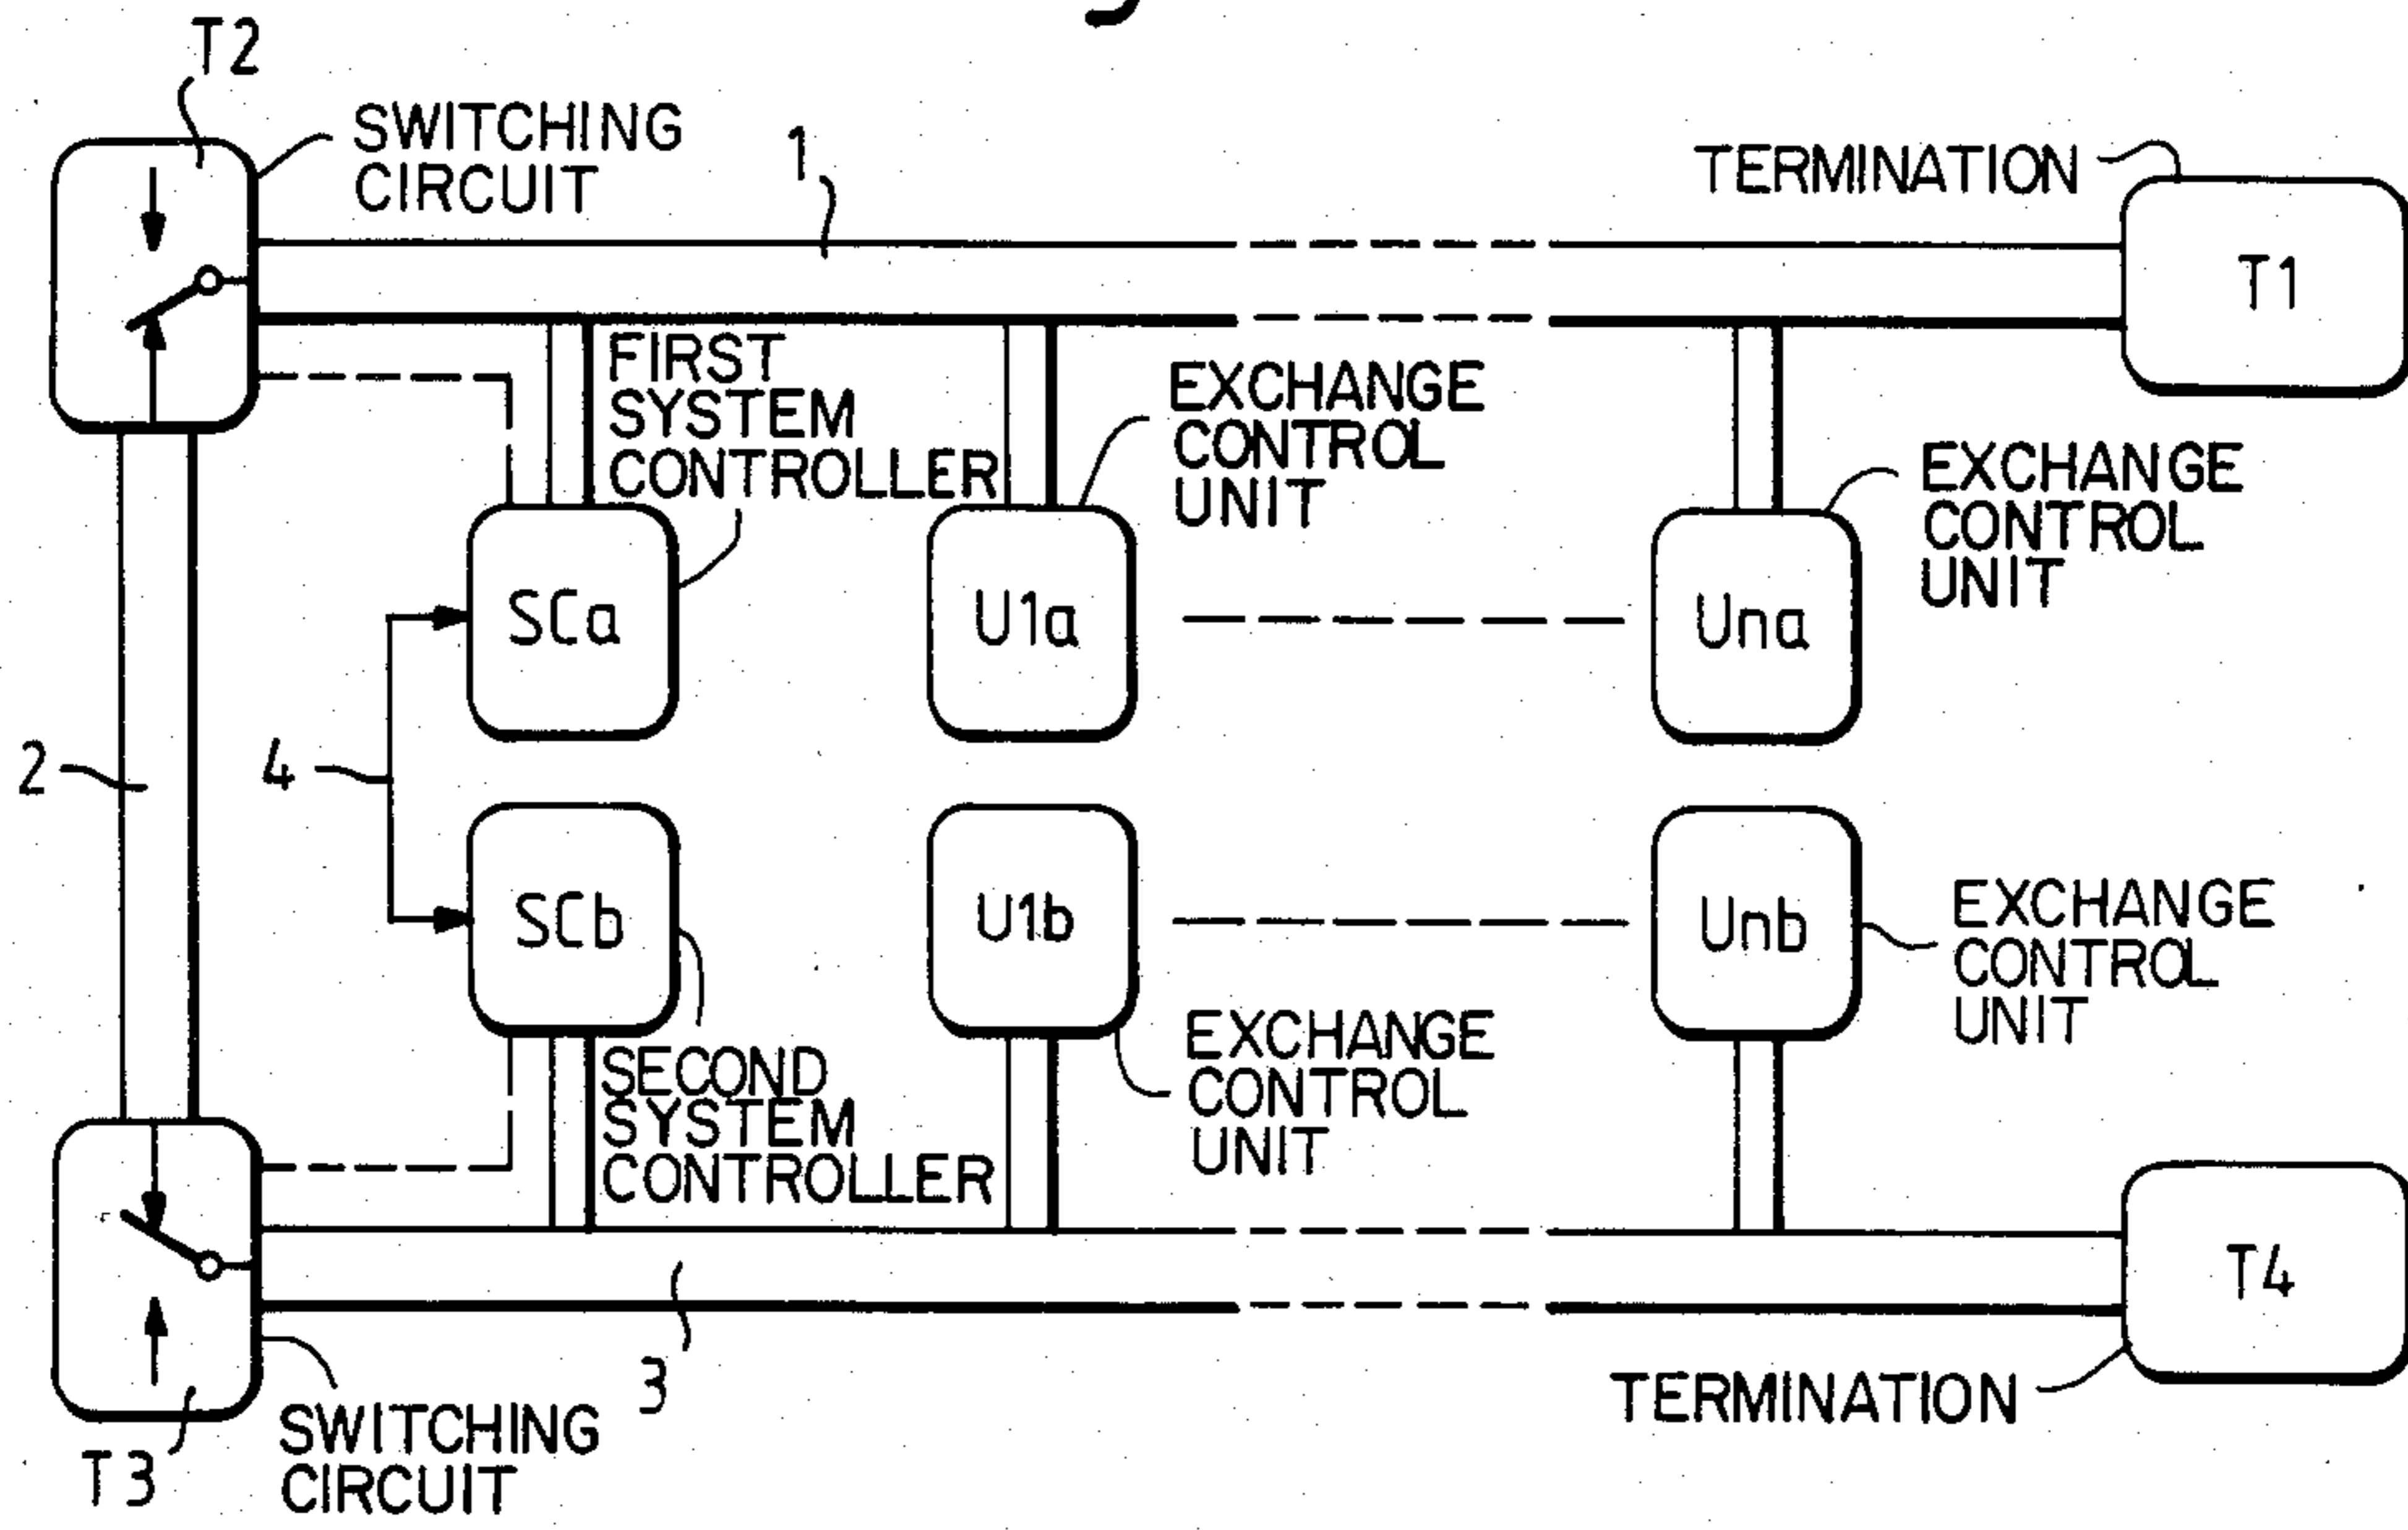 T2
SWITCHING
CIRCUIT
1
TERMINATION
T1
FIRST
SYSTEM
CONTROLLER
EXCHANGE
CONTROL
UNIT
EXCHANGE
CONTROL
UNIT
SCa
U1a
Una
2
4
SCb
U1b
Unb
EXCHANGE
CONTROL
UNIT
SECOND
SYSTEM
CONTROLLER
EXCHANGE
CONTROL
UNIT
T4
3
TERMINATION
T3
SWITCHING
CIRCUIT